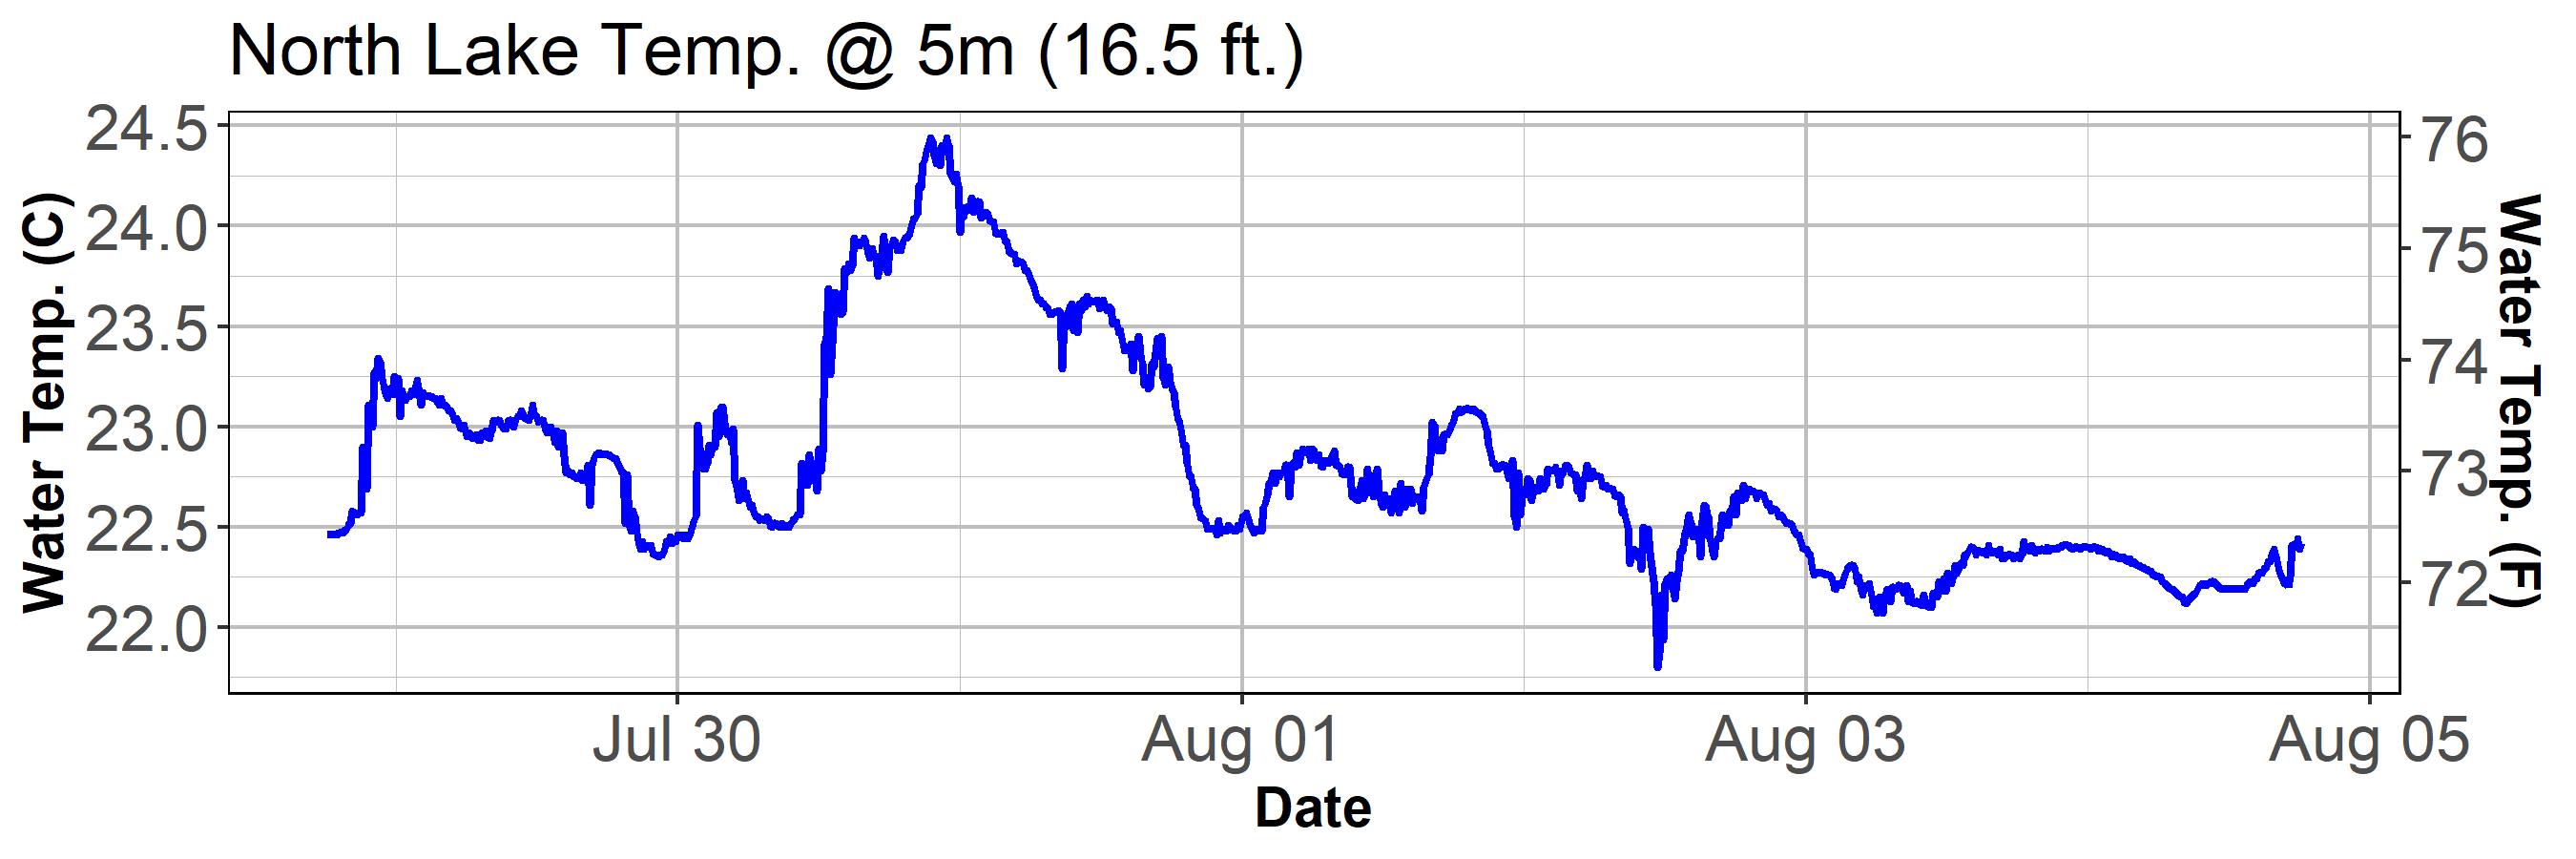 North Lake Temp. @ 5m (16.5 ft.)
24.5
24.0
23.5
23.0
22.5
22.0
Water Temp. (C)
76
75
74
73
72
Water Temp. (F)
Jul 30 Aug 01 Aug 03 Aug 05
Date